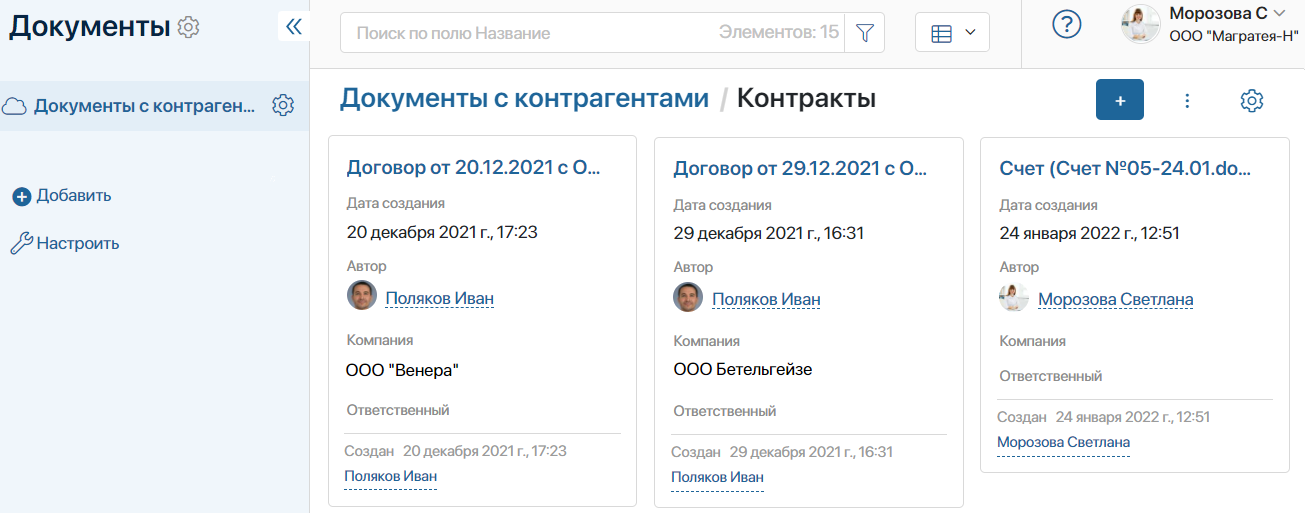 Документы
Документы с контраген...
Добавить
Настроить
Поиск по полю Название
Элементов: 15
?
Морозова С
ООО "Магратея-Н"
Документы с контрагентами / Контракты
+
Договор от 20.12.2021 с О...
Дата создания
20 декабря 2021 г., 17:23
Автор
Поляков Иван
Компания
ООО "Венера"
Ответственный
Создан 20 декабря 2021 г., 17:23
Поляков Иван
Договор от 29.12.2021 с О...
Дата создания
29 декабря 2021 г., 16:31
Автор
Поляков Иван
Компания
ООО Бетельгейзе
Ответственный
Создан 29 декабря 2021 г., 16:31
Поляков Иван
Счет (Счет №05-24.01.do...
Дата создания
24 января 2022 г., 12:51
Автор
Морозова Светлана
Компания
Ответственный
Создан 24 января 2022 г., 12:51
Морозова Светлана